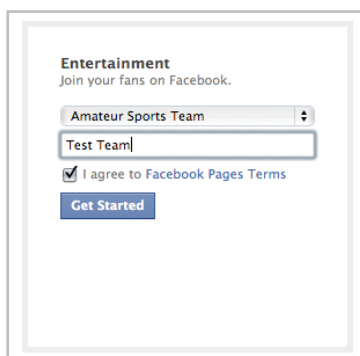 Entertainment
Join your fans on Facebook.
Amateur Sports Team
Test Team
I agree to Facebook Pages Terms
Get Started